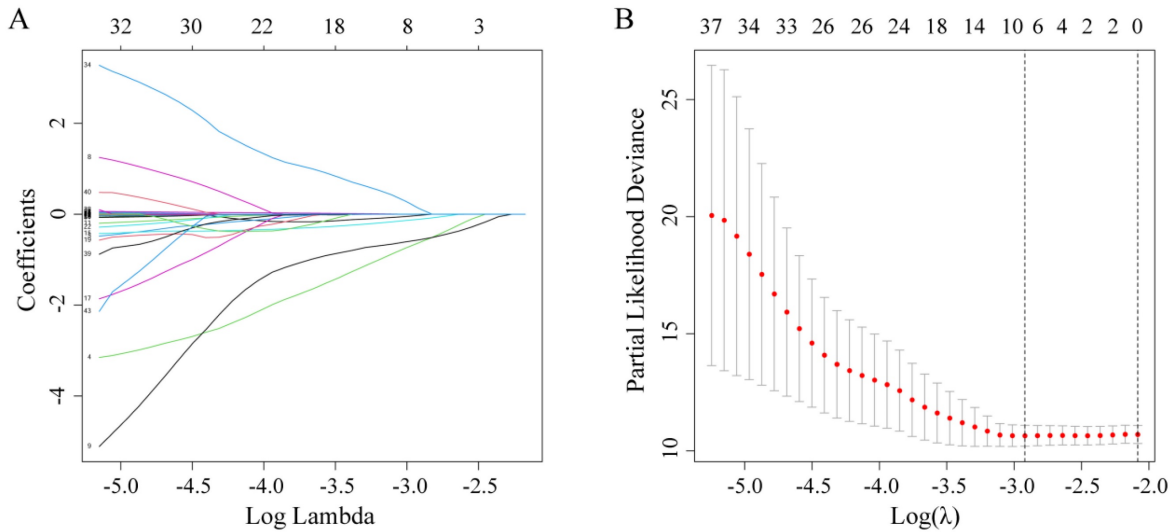 A
32 30 22 18 8 3
Coefficients
2
0
-2
-4
34
8
40
22
19
39
17
43
4
9
-5.0 -4.5 -4.0 -3.5 -3.0 -2.5
Log Lambda
B
37 34 33 26 26 24 18 14 10 6 4 2 2 0
Partial Likelihood Deviance
25
20
15
10
-5.0 -4.5 -4.0 -3.5 -3.0 -2.5 -2.0
Log(λ)